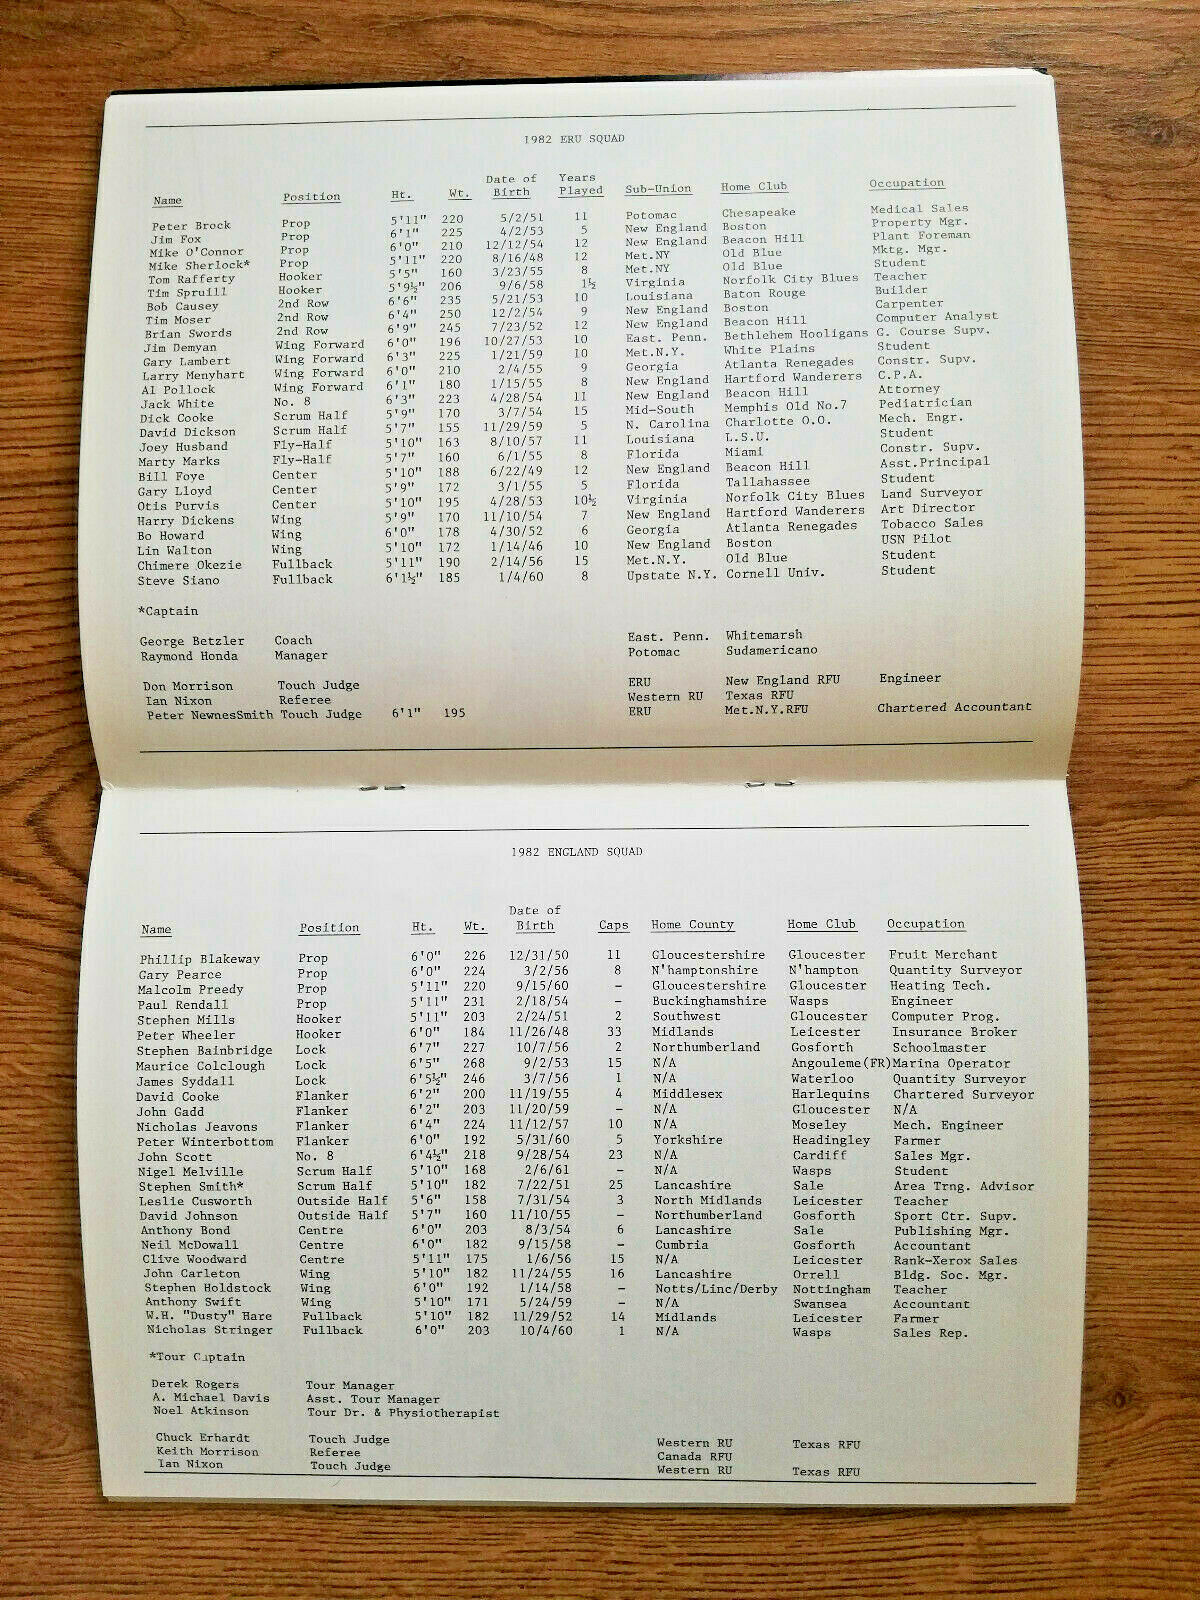 1982 ERU SQUAD
Name Position Ht. Wt. Date of Birth Years Played Sub-Union Home Club Occupation
Peter Brock Prop 5'11" 220 5/2/51 11 Potomac Chesapeake Medical Sales
Jim Fox Prop 6'1" 225 4/2/53 5 New England Boston Property Mgr.
Mike O'Connor Prop 6'0" 210 12/12/54 12 New England Beacon Hill Plant Foreman
Mike Sherlock* Prop 5'11" 220 8/16/48 12 Met.NY Old Blue Mktg. Mgr.
Tom Rafferty Hooker 5'5" 160 3/23/55 8 Met.NY Old Blue Student
Tim Spruill Hooker 5'9½" 206 9/6/58 1½ Virginia Norfolk City Blues Teacher
Bob Causey 2nd Row 6'6" 235 5/21/53 10 Louisiana Baton Rouge Builder
Tim Moser 2nd Row 6'4" 250 12/2/54 9 New England Boston Carpenter
Brian Swords 2nd Row 6'9" 245 7/23/52 12 New England Beacon Hill Computer Analyst
Jim Demyan Wing Forward 6'0" 196 10/27/53 10 East. Penn. Bethlehem Hooligans G. Course Supv.
Gary Lambert Wing Forward 6'3" 225 1/21/59 10 Met.N.Y. White Plains Student
Larry Menyhart Wing Forward 6'0" 210 2/4/55 9 Georgia Atlanta Renegades Constr. Supv.
Al Pollock Wing Forward 6'1" 180 1/15/55 8 New England Hartford Wanderers C.P.A.
Jack White No. 8 6'3" 223 4/28/54 11 New England Beacon Hill Attorney
Dick Cooke Scrum Half 5'9" 170 3/7/54 15 Mid-South Memphis Old No.7 Pediatrician
David Dickson Scrum Half 5'7" 155 11/29/59 5 N. Carolina Charlotte O.O. Mech. Engr.
Joey Husband Fly-Half 5'10" 163 8/10/57 11 Louisiana L.S.U. Student
Marty Marks Fly-Half 5'7" 160 6/1/55 8 Florida Miami Constr. Supv.
Bill Foye Center 5'10" 188 6/22/49 12 New England Beacon Hill Asst.Principal
Gary Lloyd Center 5'9" 172 3/1/55 5 Florida Tallahassee Student
Otis Purvis Center 5'10" 195 4/28/53 10½ Virginia Norfolk City Blues Land Surveyor
Harry Dickens Wing 5'9" 170 11/10/54 7 New England Hartford Wanderers Art Director
Bo Howard Wing 6'0" 178 4/30/52 6 Georgia Atlanta Renegades Tobacco Sales
Lin Walton Wing 5'10" 172 1/14/46 10 New England Boston USN Pilot
Chimere Okezie Fullback 5'11" 190 2/14/56 15 Met.N.Y. Old Blue Student
Steve Siano Fullback 6'1½" 185 1/4/60 8 Upstate N.Y. Cornell Univ. Student
*Captain
George Betzler Coach East. Penn. Whitemarsh
Raymond Honda Manager Potomac Sudamericano
Don Morrison Touch Judge ERU New England RFU Engineer
Ian Nixon Referee Western RU Texas RFU
Peter NewnesSmith Touch Judge 6'1" 195 ERU Met.N.Y.RFU Chartered Accountant
1982 ENGLAND SQUAD
Name Position Ht. Wt. Date of Birth Caps Home County Home Club Occupation
Phillip Blakeway Prop 6'0" 226 12/31/50 11 Gloucestershire Gloucester Fruit Merchant
Gary Pearce Prop 6'0" 224 3/2/56 8 N'hamptonshire N'hampton Quantity Surveyor
Malcolm Preedy Prop 5'11" 220 9/15/60 - Gloucestershire Gloucester Heating Tech.
Paul Rendall Prop 5'11" 231 2/18/54 - Buckinghamshire Wasps Engineer
Stephen Mills Hooker 5'11" 203 2/24/51 2 Southwest Gloucester Computer Prog.
Peter Wheeler Hooker 6'0" 184 11/26/48 33 Midlands Leicester Insurance Broker
Stephen Bainbridge Lock 6'7" 227 10/7/56 2 Northumberland Gosforth Schoolmaster
Maurice Colclough Lock 6'5" 268 9/2/53 15 N/A Angouleme(FR) Marina Operator
James Syddall Lock 6'5½" 246 3/7/56 1 N/A Waterloo Quantity Surveyor
David Cooke Flanker 6'2" 200 11/19/55 4 Middlesex Harlequins Chartered Surveyor
John Gadd Flanker 6'2" 203 11/20/59 - N/A Gloucester N/A
Nicholas Jeavons Flanker 6'4" 224 11/12/57 10 N/A Moseley Mech. Engineer
Peter Winterbottom Flanker 6'0" 192 5/31/60 5 Yorkshire Headingley Farmer
John Scott No. 8 6'4½" 218 9/28/54 23 N/A Cardiff Sales Mgr.
Nigel Melville Scrum Half 5'10" 168 2/6/61 - N/A Wasps Student
Stephen Smith* Scrum Half 5'10" 182 7/22/51 25 Lancashire Sale Area Trng. Advisor
Leslie Cusworth Outside Half 5'6" 158 7/31/54 3 North Midlands Leicester Teacher
David Johnson Outside Half 5'7" 160 11/10/55 - Northumberland Gosforth Sport Ctr. Supv.
Anthony Bond Centre 6'0" 203 8/3/54 6 Lancashire Sale Publishing Mgr.
Neil McDowall Centre 6'0" 182 9/15/58 - Cumbria Gosforth Accountant
Clive Woodward Centre 5'11" 175 1/6/56 15 N/A Leicester Rank-Xerox Sales
John Carleton Wing 5'10" 182 11/24/55 16 Lancashire Orrell Bldg. Soc. Mgr.
Stephen Holdstock Wing 6'0" 192 1/14/58 - Notts/Linc/Derby Nottingham Teacher
Anthony Swift Wing 5'10" 171 5/24/59 - N/A Swansea Accountant
W.H. "Dusty" Hare Fullback 5'10" 182 11/29/52 14 Midlands Leicester Farmer
Nicholas Stringer Fullback 6'0" 203 10/4/60 1 N/A Wasps Sales Rep.
*Tour Captain
Derek Rogers Tour Manager
A. Michael Davis Asst. Tour Manager
Noel Atkinson Tour Dr. & Physiotherapist
Chuck Erhardt Touch Judge Western RU Texas RFU
Keith Morrison Referee Canada RFU
Ian Nixon Touch Judge Western RU Texas RFU